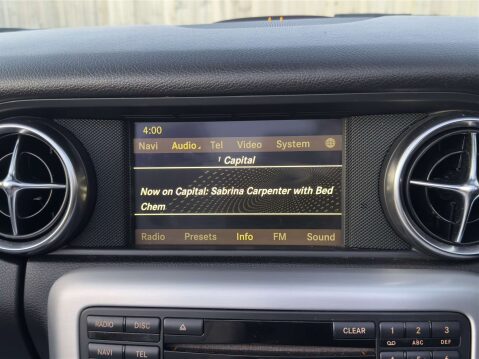 4:00
Navi Audio Tel Video System
1 Capital
Now on Capital: Sabrina Carpenter with Bed
Chem
Radio Presets Info FM Sound
RADIO DISC CLEAR 1 2 3
ABC DEF
NAVI TEL